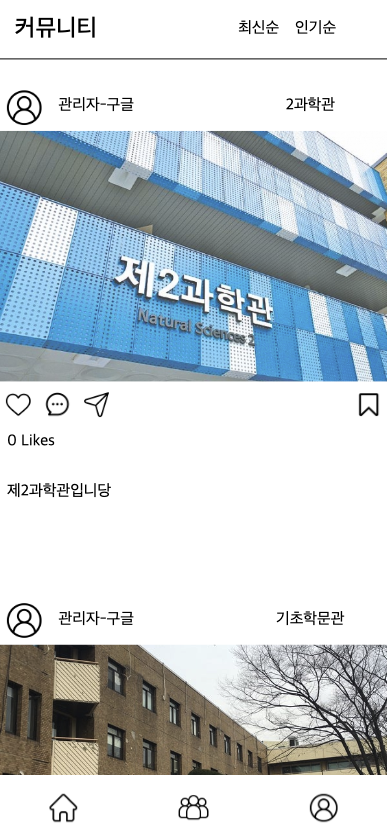 커뮤니티 최신순 인기순
관리자-구글 2과학관
제2과학관
Natural Sciences 2
0 Likes
제2과학관입니당
관리자-구글 기초학문관